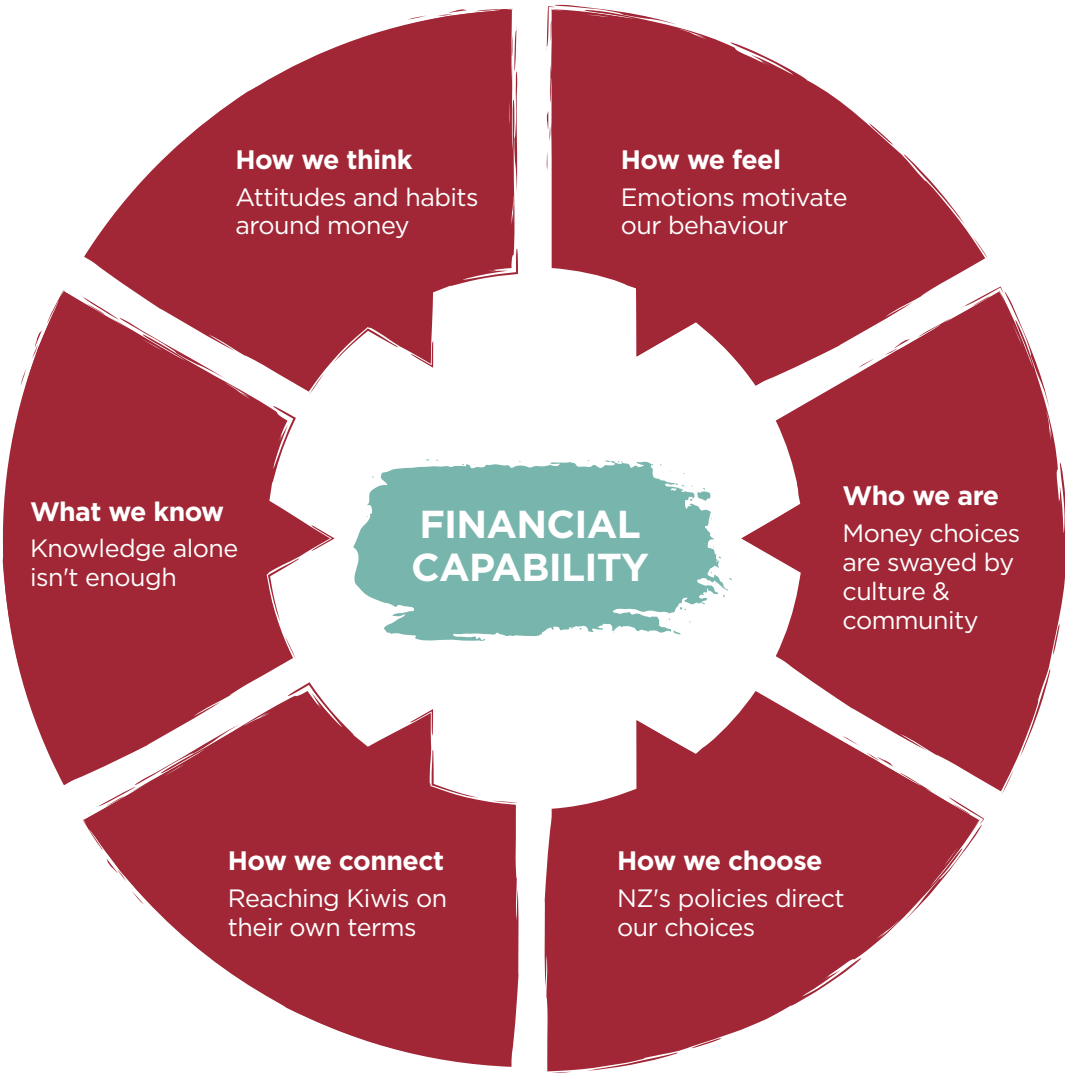 How we think
Attitudes and habits
around money
How we feel
Emotions motivate
our behaviour
What we know
Knowledge alone
isn't enough
FINANCIAL
CAPABILITY
Who we are
Money choices
are swayed by
culture &
community
How we connect
Reaching Kiwis on
their own terms
How we choose
NZ's policies direct
our choices